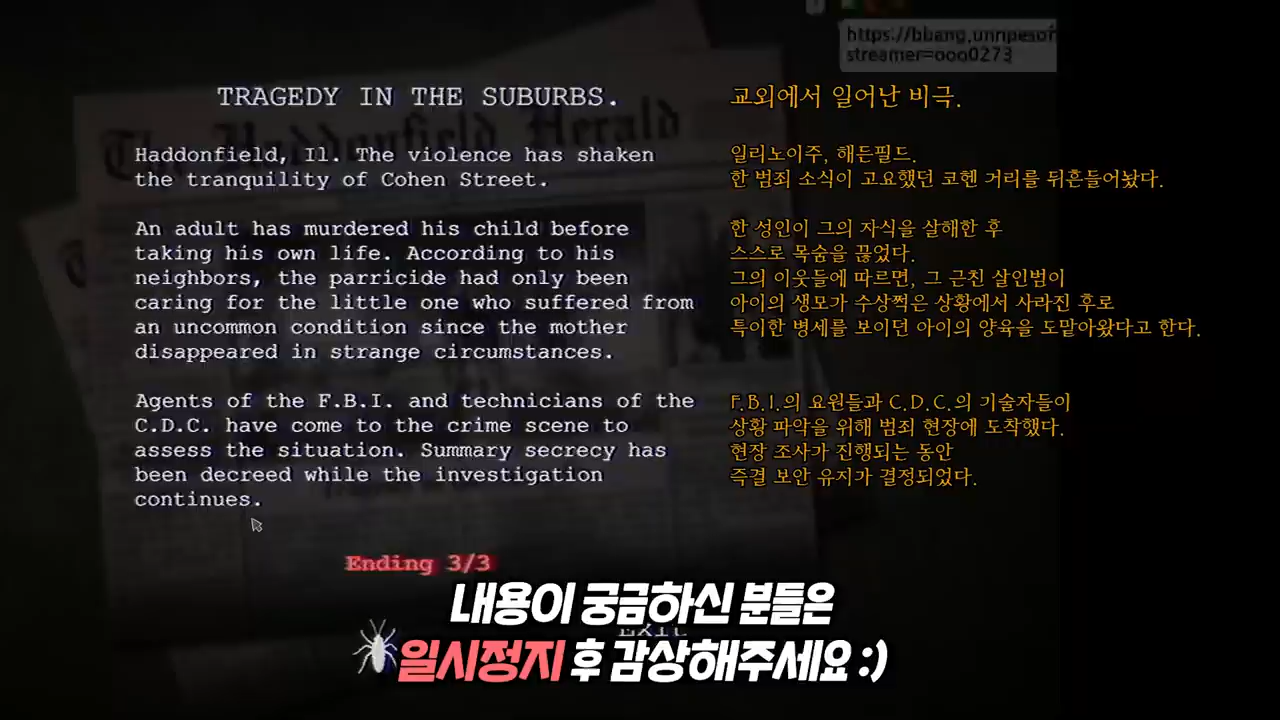 https://bbang.unnpesof
streamer=ooo0273
TRAGEDY IN THE SUBURBS.
교외에서 일어난 비극.
The Haddonfield Herald
Haddonfield, Il. The violence has shaken
the tranquility of Cohen Street.
일리노이주, 해든필드.
한 범죄 소식이 고요했던 코헨 거리를 뒤흔들어놨다.
An adult has murdered his child before
taking his own life. According to his
neighbors, the parricide had only been
caring for the little one who suffered from
an uncommon condition since the mother
disappeared in strange circumstances.
한 성인이 그의 자식을 살해한 후
스스로 목숨을 끊었다.
그의 이웃들에 따르면, 그 근친 살인범이
아이의 생모가 수상쩍은 상황에서 사라진 후로
특이한 병세를 보이던 아이의 양육을 도맡아왔다고 한다.
Agents of the F.B.I. and technicians of the
C.D.C. have come to the crime scene to
assess the situation. Summary secrecy has
been decreed while the investigation
continues.
F.B.I.의 요원들과 C.D.C.의 기술자들이
상황 파악을 위해 범죄 현장에 도착했다.
현장 조사가 진행되는 동안
즉결 보안 유지가 결정되었다.
Ending 3/3
EXIT
내용이 궁금하신 분들은
일시정지 후 감상해주세요 :)